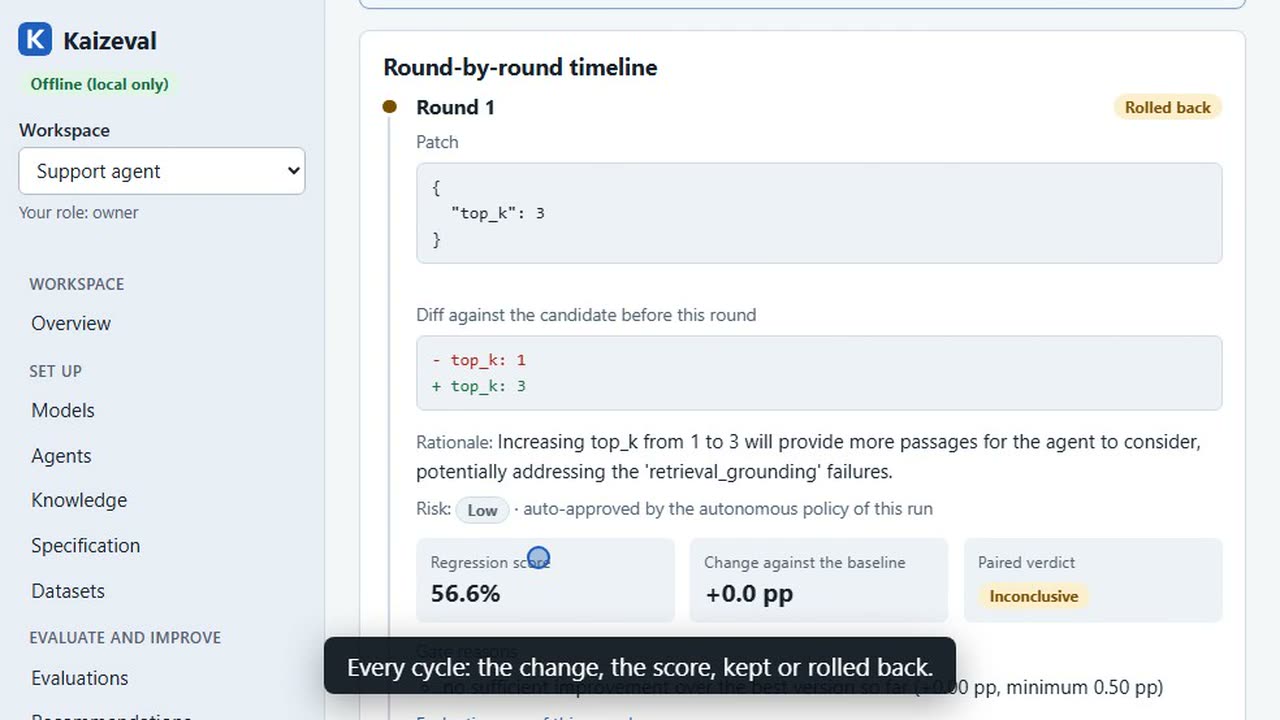 K Kaizeval
Offline (local only)
Workspace
Support agent
Your role: owner
WORKSPACE
Overview
SET UP
Models
Agents
Knowledge
Specification
Datasets
EVALUATE AND IMPROVE
Evaluations
Recommendations
Round-by-round timeline
Round 1
Rolled back
Patch
{
"top_k": 3
}
Diff against the candidate before this round
- top_k: 1
+ top_k: 3
Rationale: Increasing top_k from 1 to 3 will provide more passages for the agent to consider,
potentially addressing the 'retrieval_grounding' failures.
Risk: Low · auto-approved by the autonomous policy of this run
Regression score
56.6%
Change against the baseline
+0.0 pp
Paired verdict
Inconclusive
Gate reasons
Every cycle: the change, the score, kept or rolled back.
no sufficient improvement over the best version so far (+0.00 pp, minimum 0.50 pp)